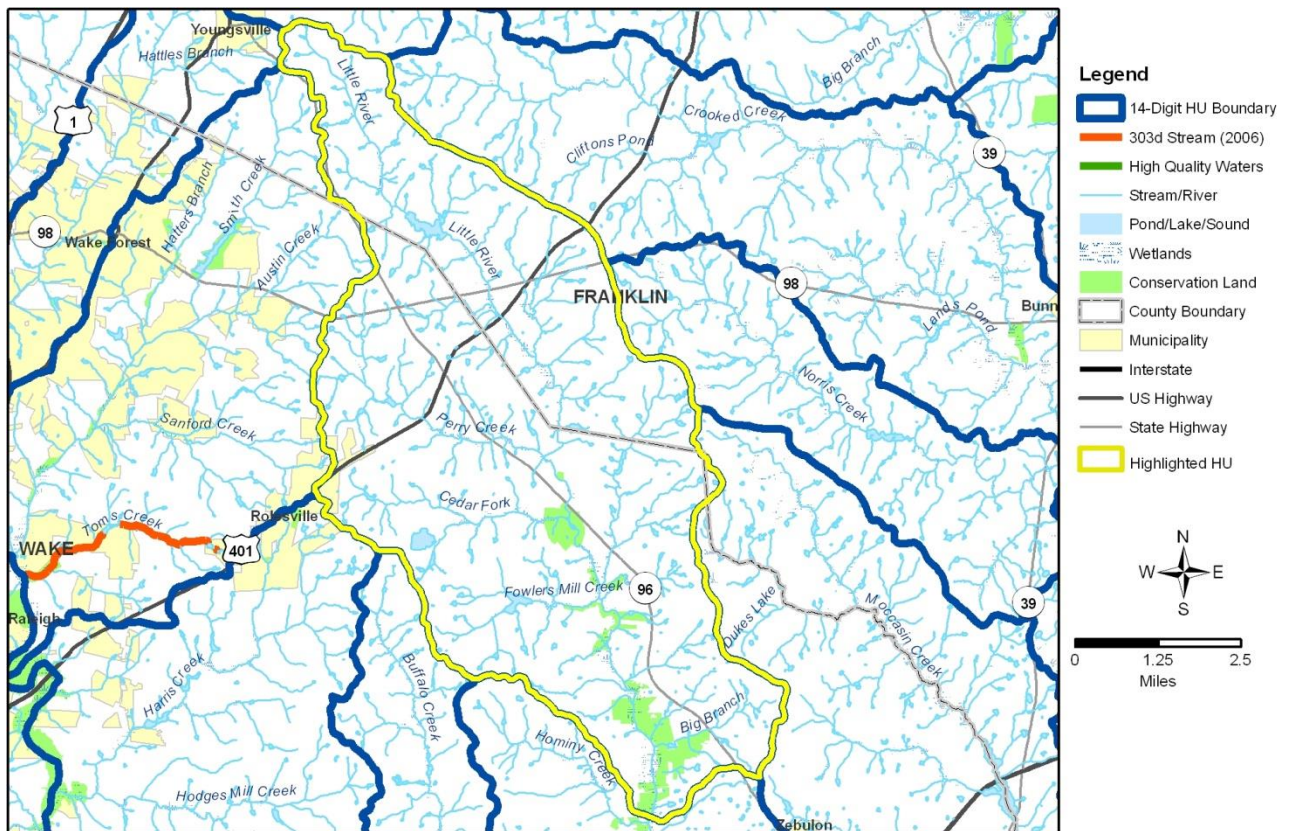 Youngsville
Hattles Branch
Little River
Big Branch
1
Crooked Creek
Cliftons Pond
39
Hatters Branch
Smith Creek
98
Wake Forest
Austin Creek
Little River
FRANKLIN
98
Lands Pond
Bunn
Norris Creek
Sanford Creek
Perry Creek
Cedar Fork
Rolesville
Toms Creek
WAKE
401
Fowlers Mill Creek
96
Dukes Lake
Moccasin Creek
39
Raleigh
Harris Creek
Buffalo Creek
Big Branch
Hominy Creek
Hodges Mill Creek
Zebulon
Legend
14-Digit HU Boundary
303d Stream (2006)
High Quality Waters
Stream/River
Pond/Lake/Sound
Wetlands
Conservation Land
County Boundary
Municipality
Interstate
US Highway
State Highway
Highlighted HU
N
W E
S
0 1.25 2.5
Miles